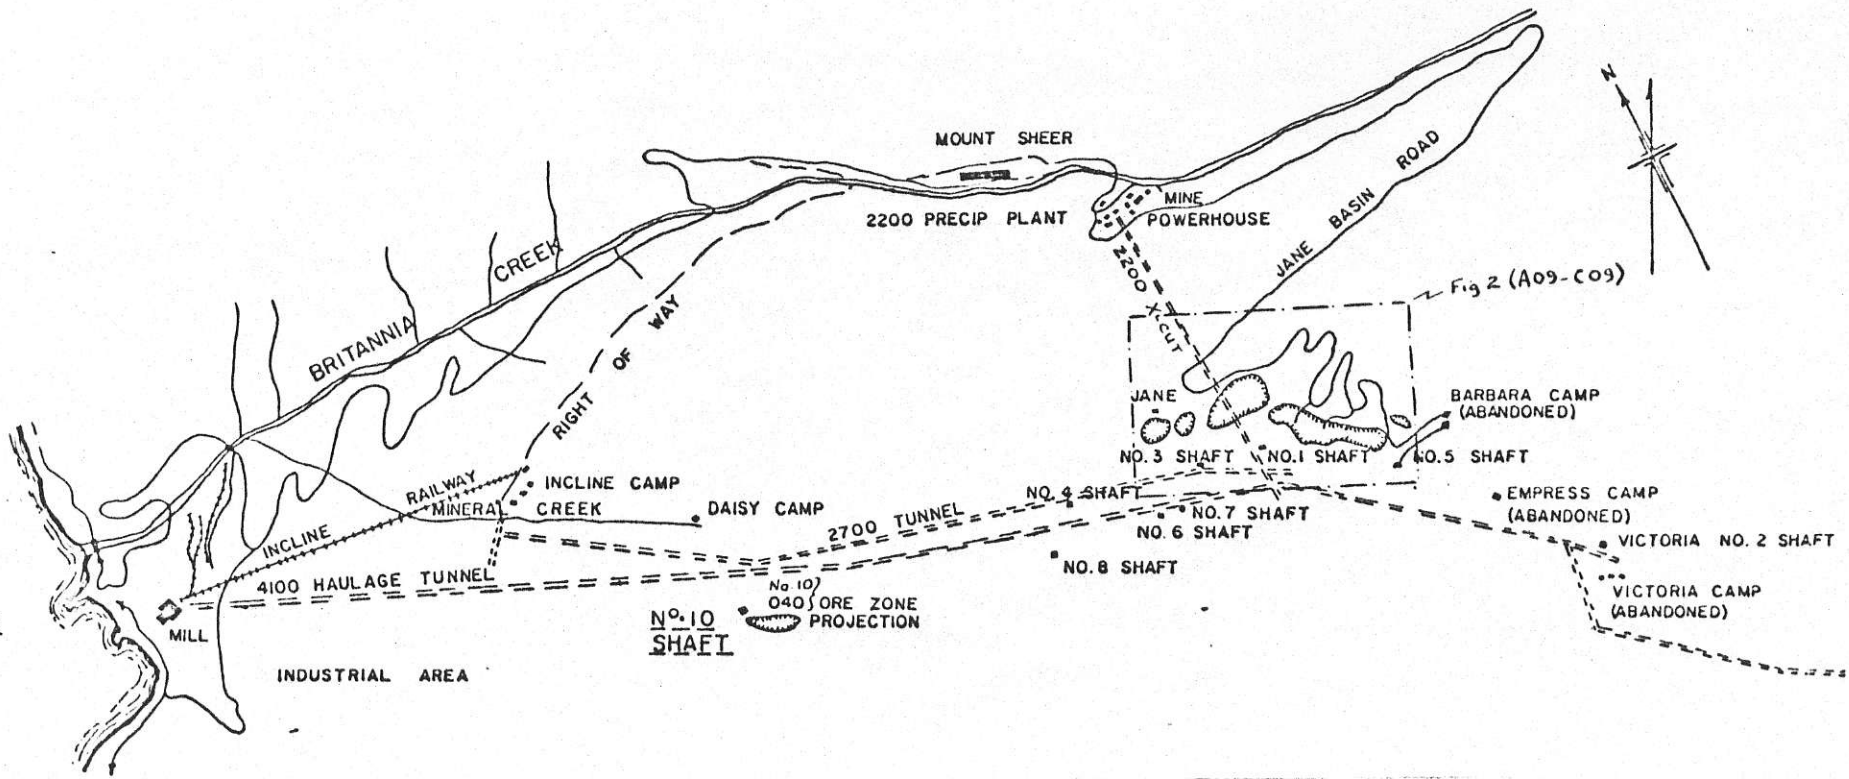 N
MOUNT SHEER
MINE
POWERHOUSE
2200 PRECIP PLANT
JANE BASIN ROAD
2200 X-CUT
Fig 2 (A09-C09)
BRITANNIA CREEK
RIGHT OF WAY
JANE
BARBARA CAMP
(ABANDONED)
NO. 3 SHAFT
NO. 1 SHAFT
NO. 5 SHAFT
INCLINE RAILWAY
INCLINE CAMP
MINERAL CREEK
DAISY CAMP
NO. 4 SHAFT
EMPRESS CAMP
(ABANDONED)
2700 TUNNEL
NO. 7 SHAFT
NO. 6 SHAFT
VICTORIA NO. 2 SHAFT
NO. 8 SHAFT
4100 HAULAGE TUNNEL
VICTORIA CAMP
(ABANDONED)
No. 10
040 ORE ZONE
PROJECTION
Nº. 10
SHAFT
MILL
INDUSTRIAL AREA